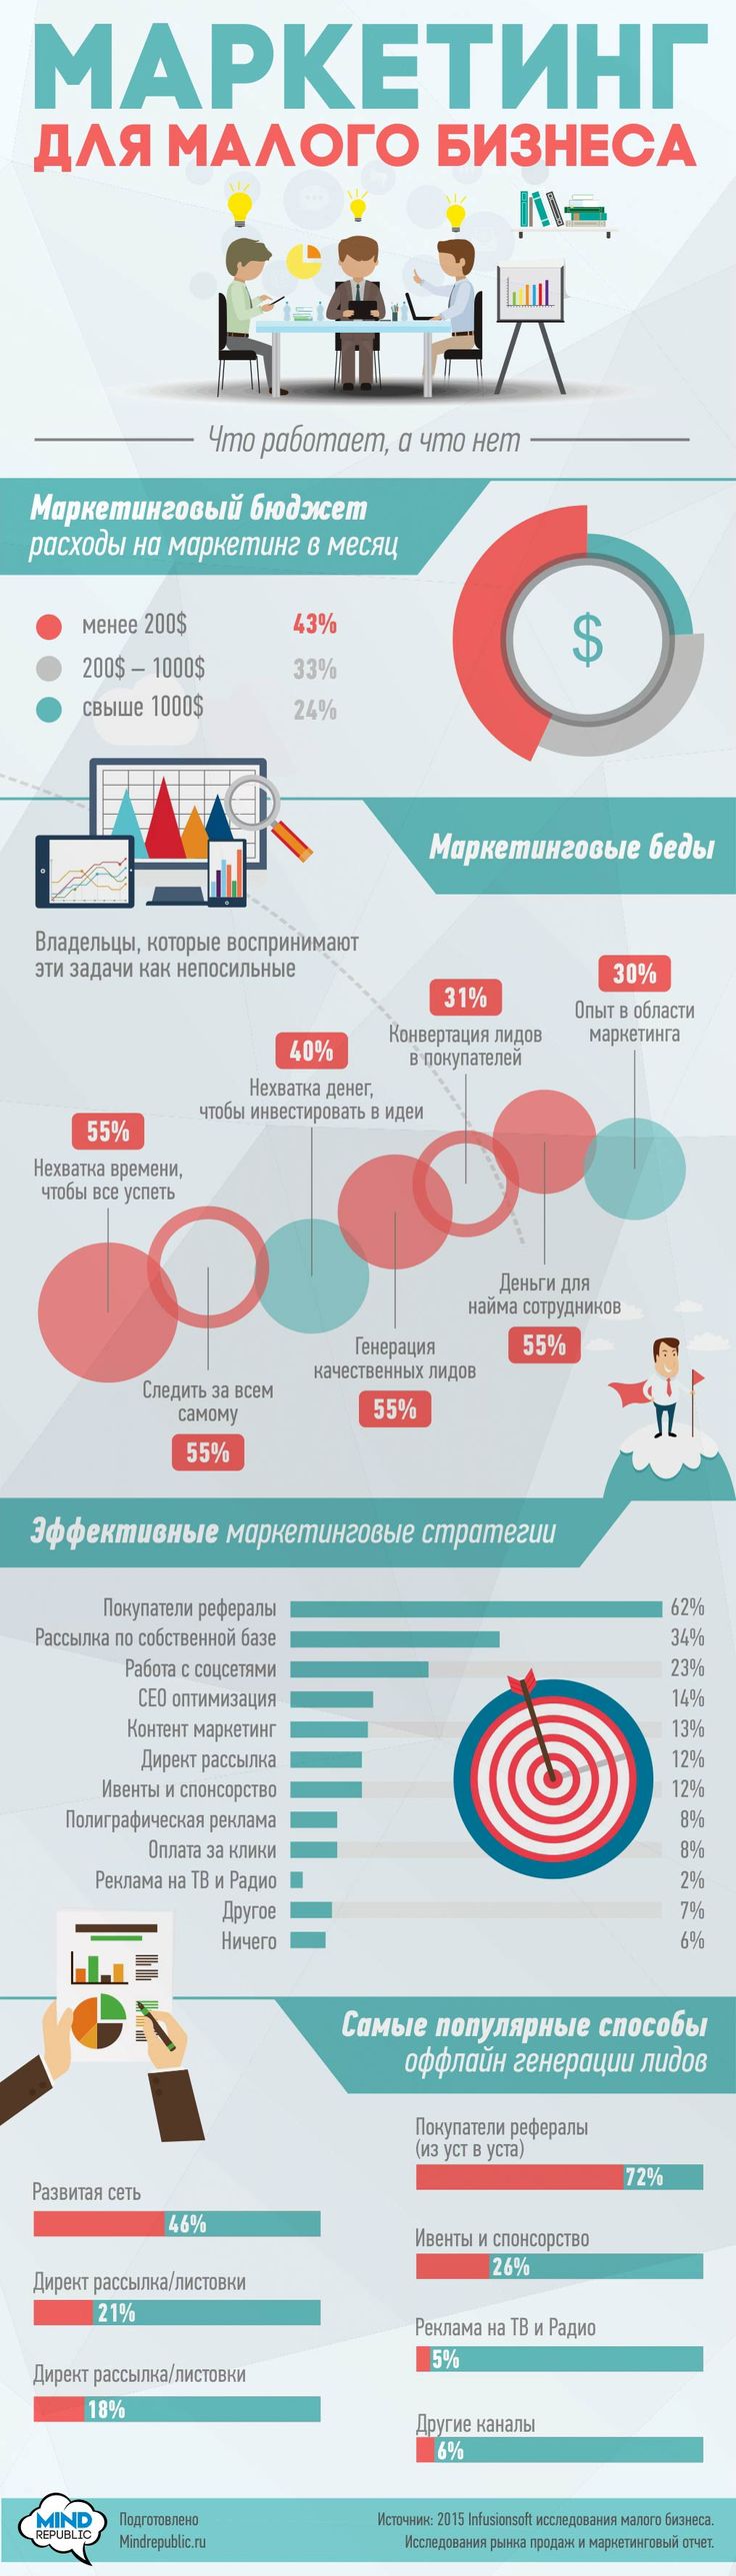 МАРКЕТИНГ
ДЛЯ МАЛОГО БИЗНЕСА
Что работает, а что нет
Маркетинговый бюджет
расходы на маркетинг в месяц
менее 200$ 43%
200$ – 1000$ 33%
свыше 1000$ 24%
$
Маркетинговые беды
Владельцы, которые воспринимают
эти задачи как непосильные
30%
Опыт в области
маркетинга
31%
Конвертация лидов
в покупателей
40%
Нехватка денег,
чтобы инвестировать в идеи
55%
Нехватка времени,
чтобы все успеть
Деньги для
найма сотрудников
55%
Генерация
качественных лидов
55%
Следить за всем
самому
55%
Эффективные маркетинговые стратегии
Покупатели рефералы 62%
Рассылка по собственной базе 34%
Работа с соцсетями 23%
СЕО оптимизация 14%
Контент маркетинг 13%
Директ рассылка 12%
Ивенты и спонсорство 12%
Полиграфическая реклама 8%
Оплата за клики 8%
Реклама на ТВ и Радио 2%
Другое 7%
Ничего 6%
Самые популярные способы
оффлайн генерации лидов
Покупатели рефералы
(из уст в уста)
72%
Развитая сеть
46%
Ивенты и спонсорство
26%
Директ рассылка/листовки
21%
Реклама на ТВ и Радио
5%
Директ рассылка/листовки
18%
Другие каналы
6%
MIND
REPUBLIC
Подготовлено
Mindrepublic.ru
Источник: 2015 Infusionsoft исследования малого бизнеса.
Исследования рынка продаж и маркетинговый отчет.